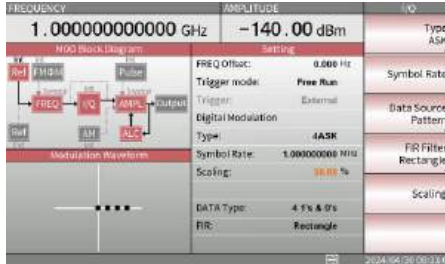 FREQUENCY
AMPLITUDE
I/Q
1.000000000000 GHz
-140.00 dBm
MOD Block Diagram
Setting
Ref
FMΦM
Pulse
FREQ
I/Q
AMPL
Output
Ref
AM
ALC
Modulation Waveform
FREQ Offset: 0.000 Hz
Trigger mode: Free Run
Trigger: External
Digital Modulation
Type: 4ASK
Symbol Rate: 1.000000000 MHz
Scaling: %
DATA Type: 4 1's & 0's
FIR: Rectangle
Type
ASK
Symbol Rate
Data Source
Pattern
FIR Filter
Rectangle
Scaling